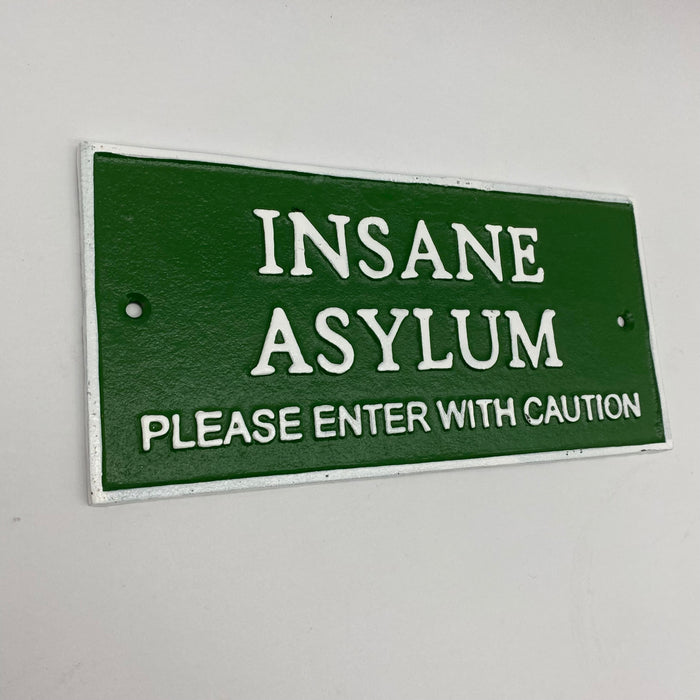 INSANE
ASYLUM
PLEASE ENTER WITH CAUTION